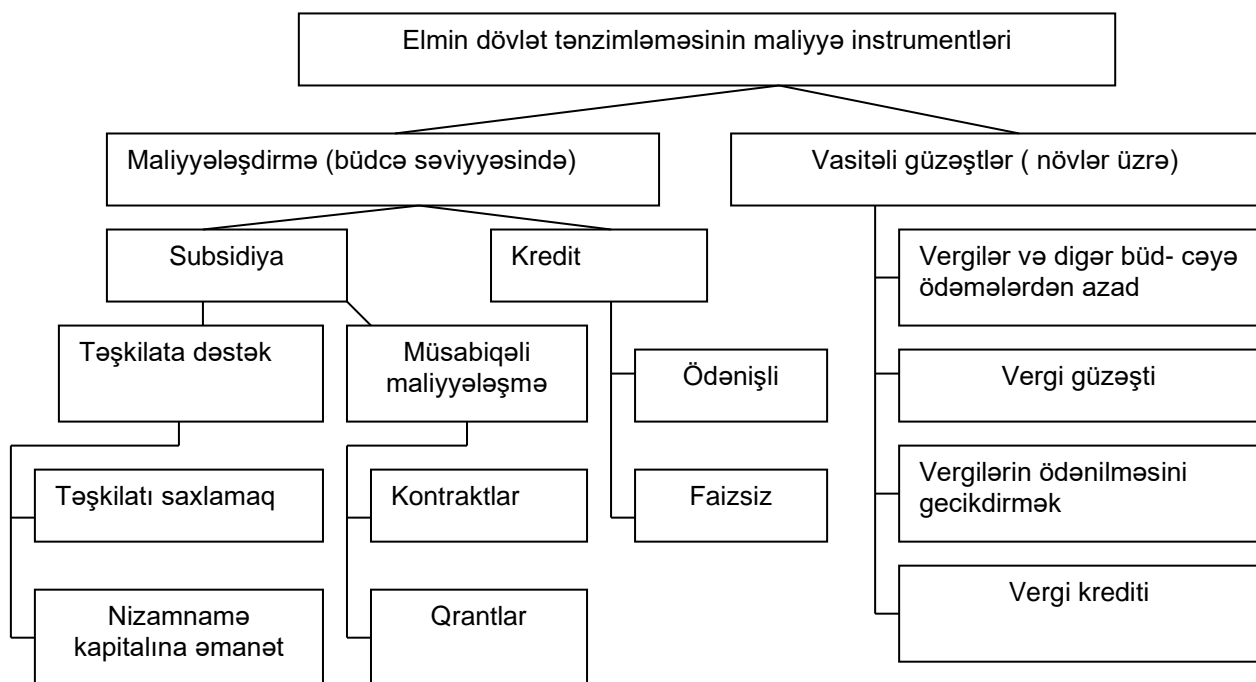 Elmin dövlət tənzimləməsinin maliyyə instrumentləri
Maliyyələşdirmə (büdcə səviyyəsində)
Vasitəli güzəştlər ( növlər üzrə)
Subsidiya
Kredit
Vergilər və digər büd- cəyə
ödəmələrdən azad
Təşkilata dəstək
Müsabiqəli
maliyyələşmə
Ödənişli
Vergi güzəşti
Təşkilatı saxlamaq
Kontraktlar
Faizsiz
Vergilərin ödənilməsini
gecikdirmək
Nizamnamə
kapitalına əmanət
Qrantlar
Vergi krediti